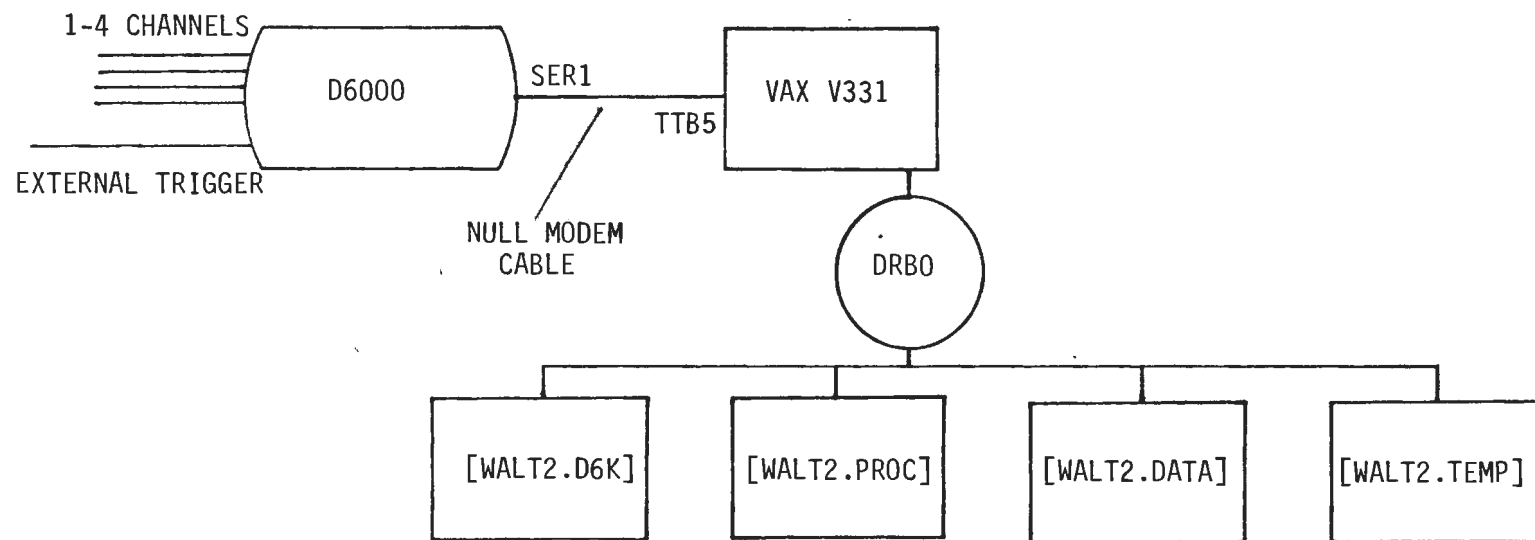 1-4 CHANNELS
D6000
SER1
VAX V331
TTB5
EXTERNAL TRIGGER
NULL MODEM
CABLE
DRB0
[WALT2.D6K]
[WALT2.PROC]
[WALT2.DATA]
[WALT2.TEMP]